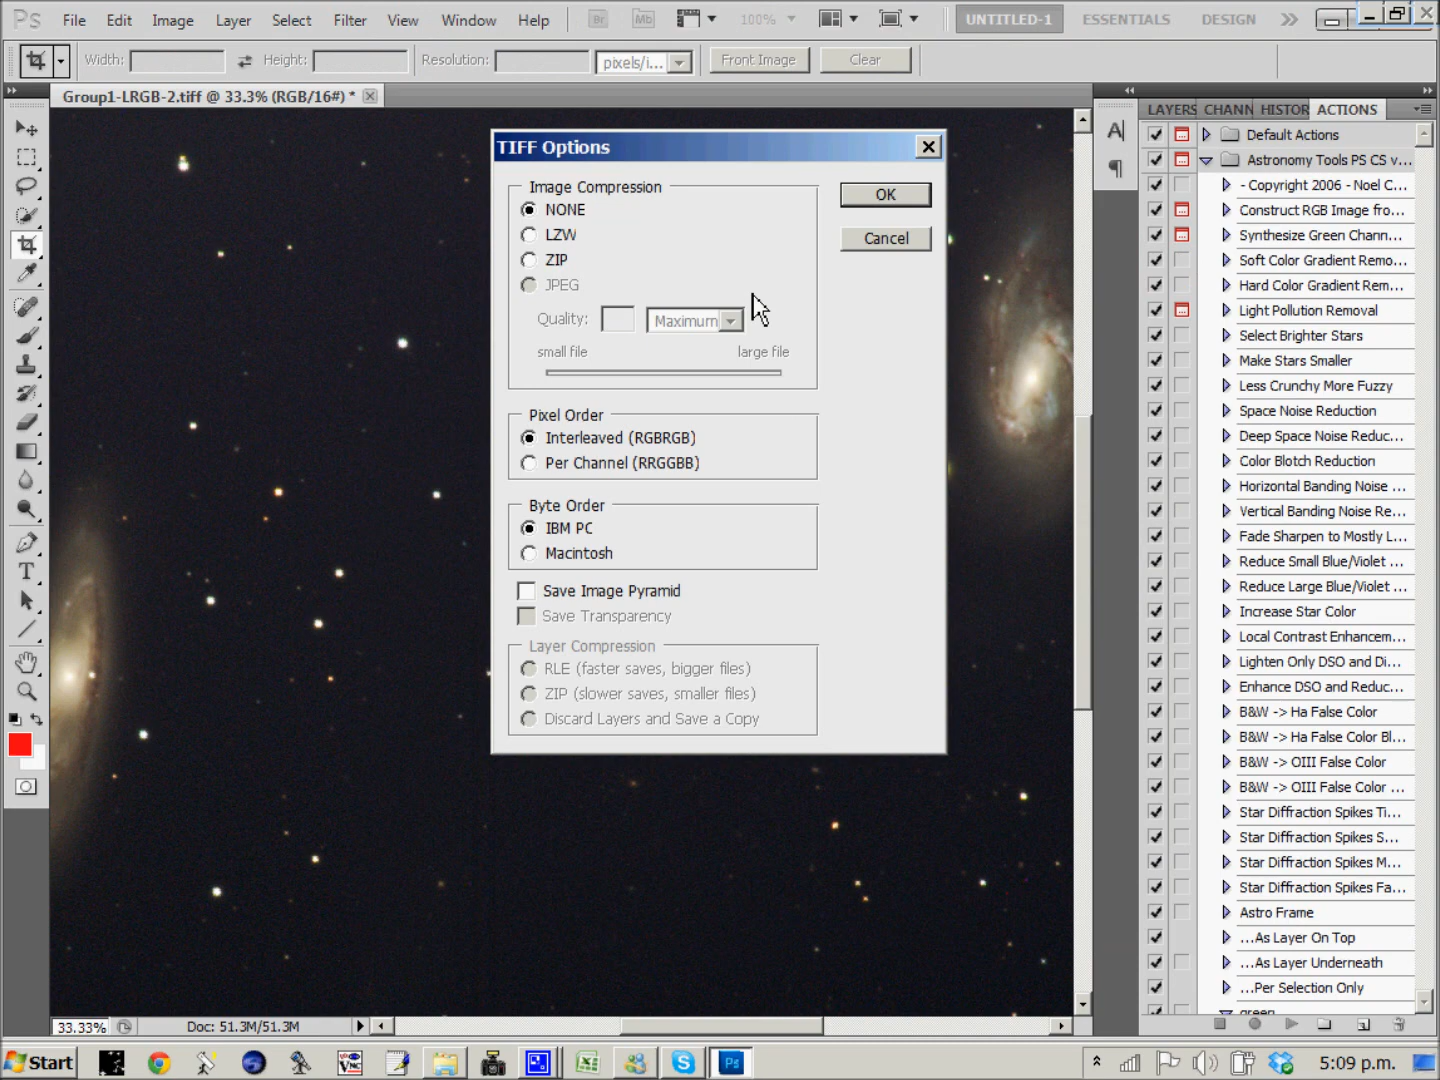 Ps File Edit Image Layer Select Filter View Window Help Br Mb 100% UNTITLED-1 ESSENTIALS DESIGN
Width: Height: Resolution: pixels/i... Front Image Clear
Group1-LRGB-2.tiff @ 33.3% (RGB/16#) *
TIFF Options
Image Compression
NONE
LZW
ZIP
JPEG
Quality: Maximum
small file large file
Pixel Order
Interleaved (RGBRGB)
Per Channel (RRGGBB)
Byte Order
IBM PC
Macintosh
Save Image Pyramid
Save Transparency
Layer Compression
RLE (faster saves, bigger files)
ZIP (slower saves, smaller files)
Discard Layers and Save a Copy
OK
Cancel
LAYERS CHANN HISTOR ACTIONS
Default Actions
Astronomy Tools PS CS v...
- Copyright 2006 - Noel C...
Construct RGB Image fro...
Synthesize Green Chann...
Soft Color Gradient Remo...
Hard Color Gradient Rem...
Light Pollution Removal
Select Brighter Stars
Make Stars Smaller
Less Crunchy More Fuzzy
Space Noise Reduction
Deep Space Noise Reduc...
Color Blotch Reduction
Horizontal Banding Noise ...
Vertical Banding Noise Re...
Fade Sharpen to Mostly L...
Reduce Small Blue/Violet ...
Reduce Large Blue/Violet ...
Increase Star Color
Local Contrast Enhancem...
Lighten Only DSO and Di...
Enhance DSO and Reduc...
B&W -> Ha False Color
B&W -> Ha False Color Bl...
B&W -> OIII False Color
B&W -> OIII False Color ...
Star Diffraction Spikes Ti...
Star Diffraction Spikes S...
Star Diffraction Spikes M...
Star Diffraction Spikes Fa...
Astro Frame
...As Layer On Top
...As Layer Underneath
...Per Selection Only
green
33.33% Doc: 51.3M/51.3M
Start VNC S Ps 5:09 p.m.